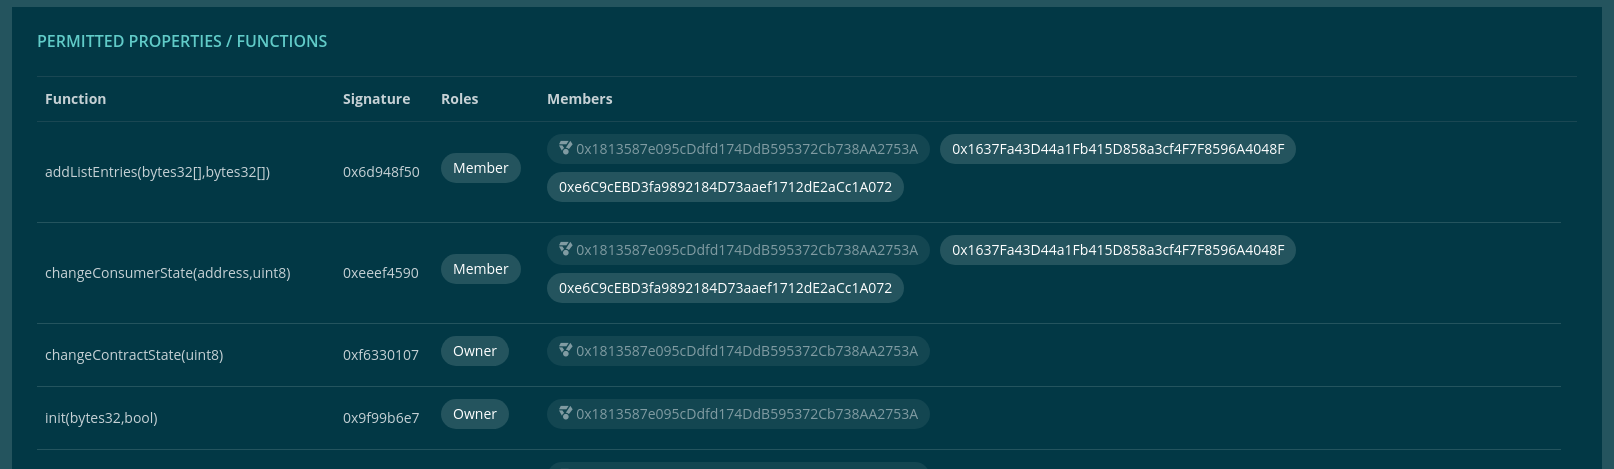 PERMITTED PROPERTIES / FUNCTIONS
Function Signature Roles Members
addListEntries(bytes32[],bytes32[]) 0x6d948f50 Member 0x1813587e095cDdfd174DdB595372Cb738AA2753A 0x1637Fa43D44a1Fb415D858a3cf4F7F8596A4048F
0xe6C9cEBD3fa9892184D73aaef1712dE2aCc1A072
changeConsumerState(address,uint8) 0xeeef4590 Member 0x1813587e095cDdfd174DdB595372Cb738AA2753A 0x1637Fa43D44a1Fb415D858a3cf4F7F8596A4048F
0xe6C9cEBD3fa9892184D73aaef1712dE2aCc1A072
changeContractState(uint8) 0xf6330107 Owner 0x1813587e095cDdfd174DdB595372Cb738AA2753A
init(bytes32,bool) 0x9f99b6e7 Owner 0x1813587e095cDdfd174DdB595372Cb738AA2753A